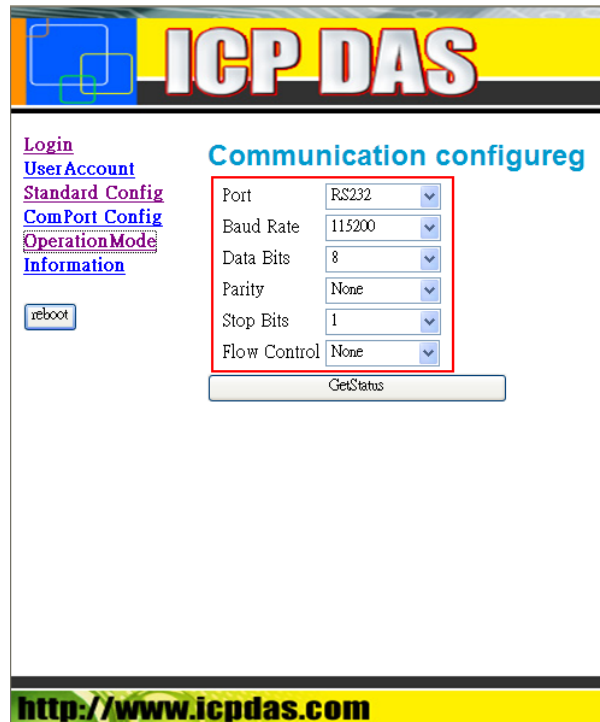 ICP DAS
Login
UserAccount
Standard Config
ComPort Config
OperationMode
Information
reboot
Communication configureg
Port RS232
Baud Rate 115200
Data Bits 8
Parity None
Stop Bits 1
Flow Control None
GetStatus
http://www.icpdas.com